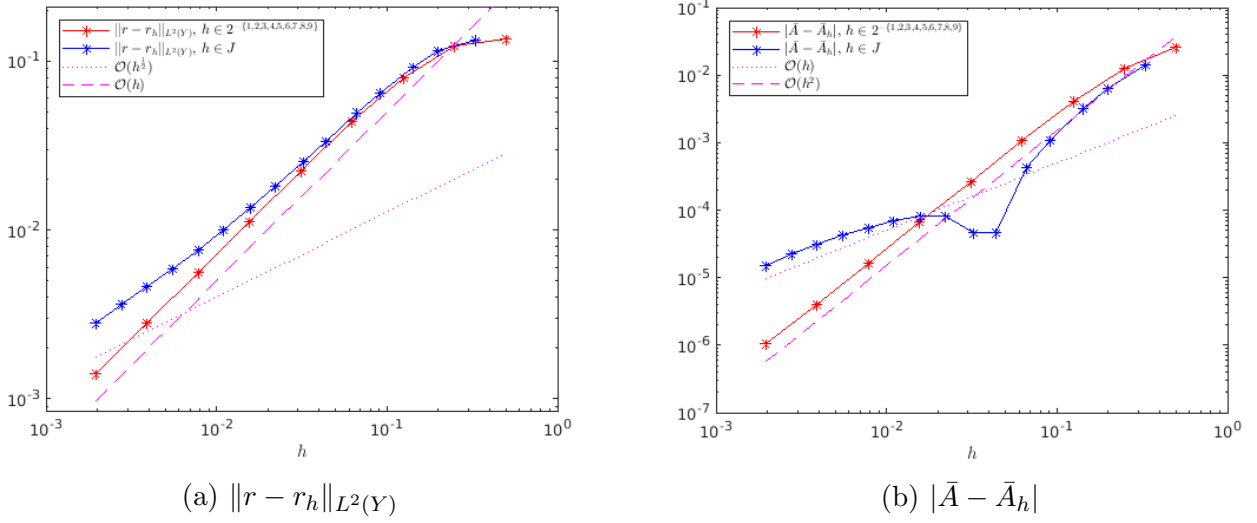 10^{-1}
10^{-2}
10^{-3}
10^{-3}
10^{-2}
10^{-1}
10^{0}
h
‖r − r_h‖_{L²(Y)}, h ∈ 2^{-{1,2,3,4,5,6,7,8,9}}
‖r − r_h‖_{L²(Y)}, h ∈ J
𝒪(h^{1/2})
𝒪(h)
(a) ‖r − r_h‖_{L²(Y)}
10^{-1}
10^{-2}
10^{-3}
10^{-4}
10^{-5}
10^{-6}
10^{-7}
10^{-3}
10^{-2}
10^{-1}
10^{0}
h
|Ā − Ā_h|, h ∈ 2^{-{1,2,3,4,5,6,7,8,9}}
|Ā − Ā_h|, h ∈ J
𝒪(h)
𝒪(h²)
(b) |Ā − Ā_h|